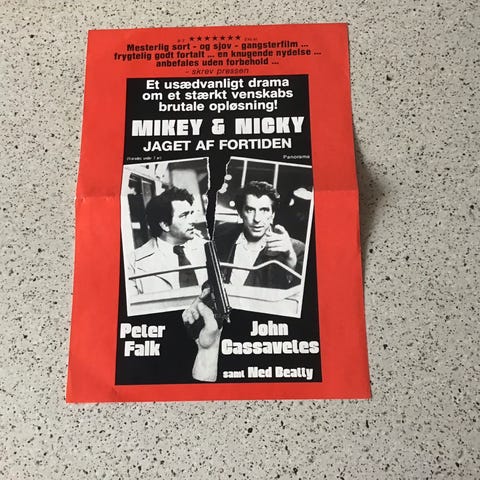 ★★★★★★★
Mesterlig sort - og sjov - gangsterfilm ...
frygtelig godt fortalt ... en knugende nydelse ...
anbefales uden forbehold ...
- skrev pressen
Et usædvanligt drama
om et stærkt venskabs
brutale opløsning!
MIKEY & NICKY
JAGET AF FORTIDEN
Panorama
Peter
Falk
John
Cassavetes
samt Ned Beatty